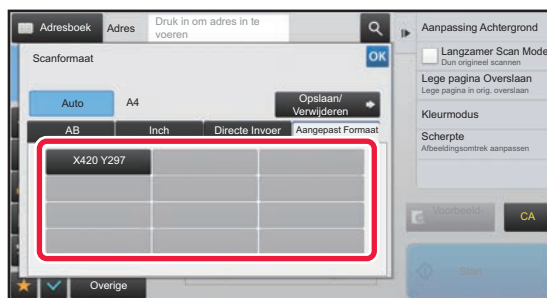 Adresboek
Adres
Druk in om adres in te
voeren
Scanformaat
OK
Auto
A4
Opslaan/
Verwijderen
AB
Inch
Directe Invoer
Aangepast Formaat
X420 Y297
Overige
Aanpassing Achtergrond
Langzamer Scan Mode
Dun origineel scannen
Lege pagina Overslaan
Lege pagina in orig. overslaan
Kleurmodus
Scherpte
Afbeeldingsomtrek aanpassen
Voorbeeld-
CA
Start